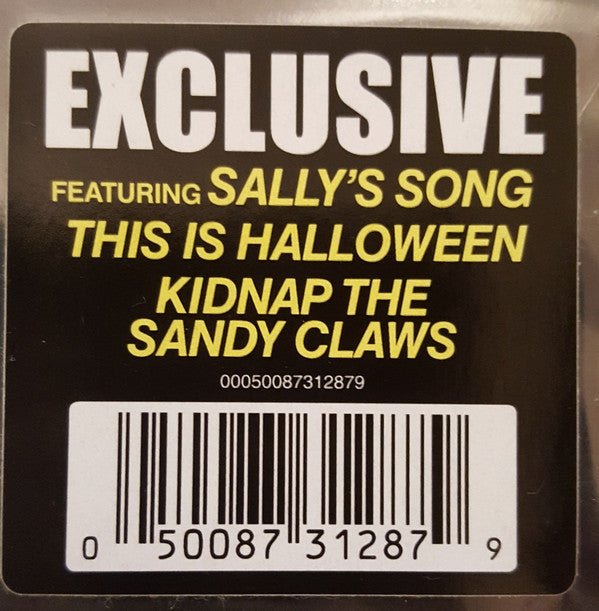 EXCLUSIVE
FEATURING SALLY'S SONG
THIS IS HALLOWEEN
KIDNAP THE
SANDY CLAWS
00050087312879
0 50087 31287 9